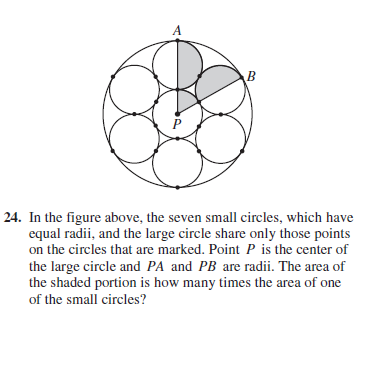 A
B
P
24. In the figure above, the seven small circles, which have
equal radii, and the large circle share only those points
on the circles that are marked. Point P is the center of
the large circle and PA and PB are radii. The area of
the shaded portion is how many times the area of one
of the small circles?